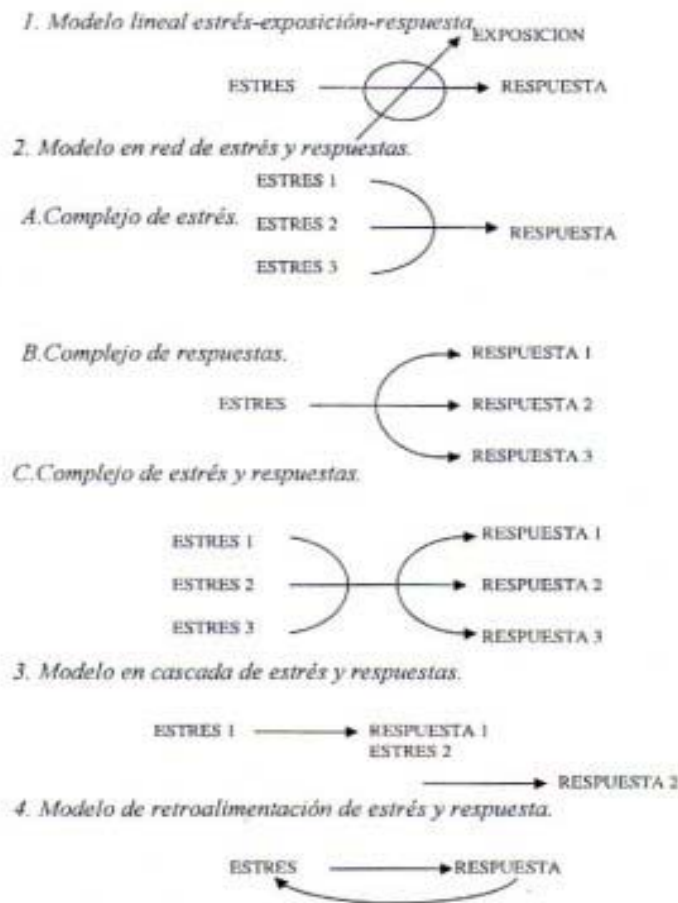 1. Modelo lineal estrés-exposición-respuesta
EXPOSICION
ESTRES RESPUESTA
2. Modelo en red de estrés y respuestas.
ESTRES 1
A.Complejo de estrés. ESTRES 2 RESPUESTA
ESTRES 3
B.Complejo de respuestas. RESPUESTA 1
ESTRES RESPUESTA 2
RESPUESTA 3
C.Complejo de estrés y respuestas.
ESTRES 1 RESPUESTA 1
ESTRES 2 RESPUESTA 2
ESTRES 3 RESPUESTA 3
3. Modelo en cascada de estrés y respuestas.
ESTRES 1 RESPUESTA 1
ESTRES 2
RESPUESTA 2
4. Modelo de retroalimentación de estrés y respuesta.
ESTRES RESPUESTA